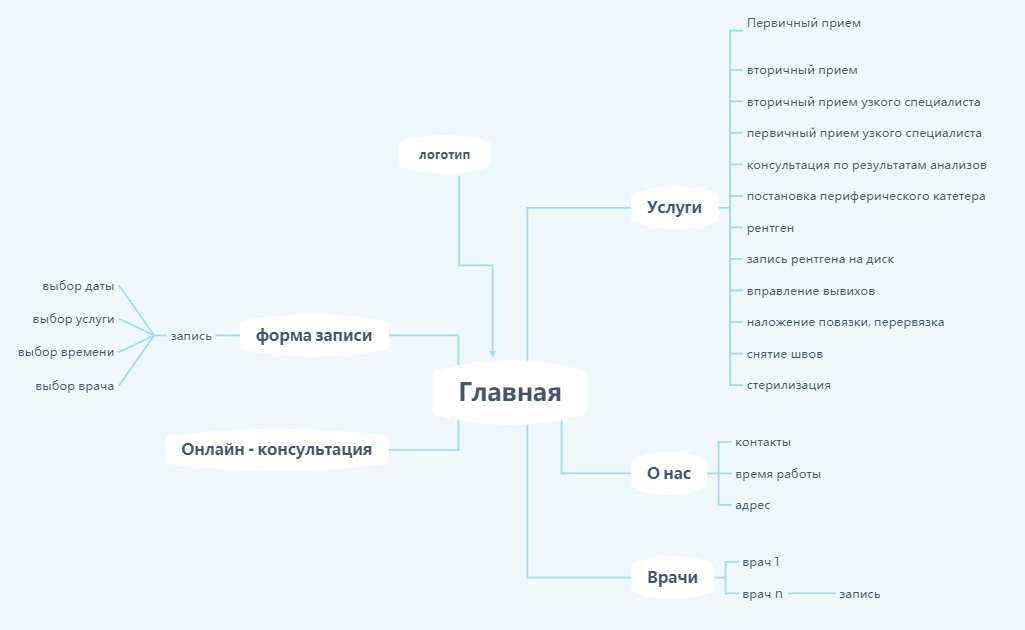 логотип
Главная
Услуги
Первичный прием
вторичный прием
вторичный прием узкого специалиста
первичный прием узкого специалиста
консультация по результатам анализов
постановка периферического катетера
рентген
запись рентгена на диск
вправление вывихов
наложение повязки, перервязка
снятие швов
стерилизация
О нас
контакты
время работы
адрес
Врачи
врач 1
врач n
запись
форма записи
запись
выбор даты
выбор услуги
выбор времени
выбор врача
Онлайн - консультация